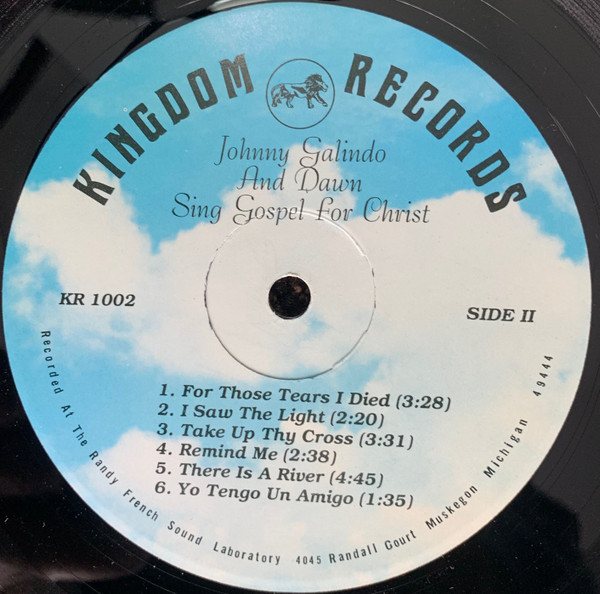 KINGDOM RECORDS
Johnny Galindo
And Dawn
Sing Gospel For Christ
KR 1002
SIDE II
1. For Those Tears I Died (3:28)
2. I Saw The Light (2:20)
3. Take Up Thy Cross (3:31)
4. Remind Me (2:38)
5. There Is A River (4:45)
6. Yo Tengo Un Amigo (1:35)
Recorded At The Randy French Sound Laboratory 4045 Randall Court Muskegon Michigan 49444